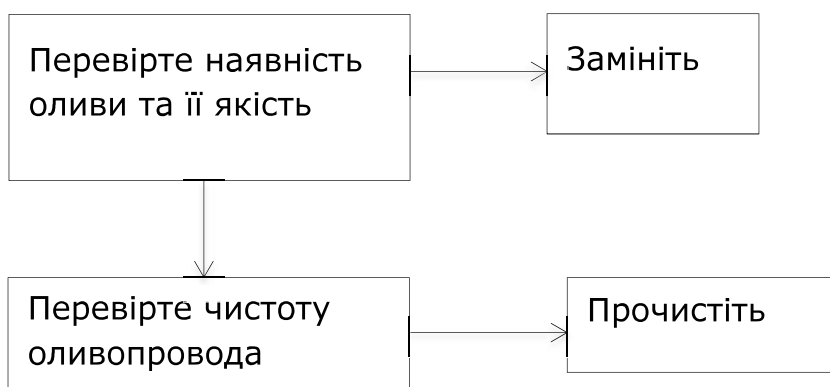 Перевірте наявність
оливи та її якість
Замініть
Перевірте чистоту
оливопровода
Прочистіть